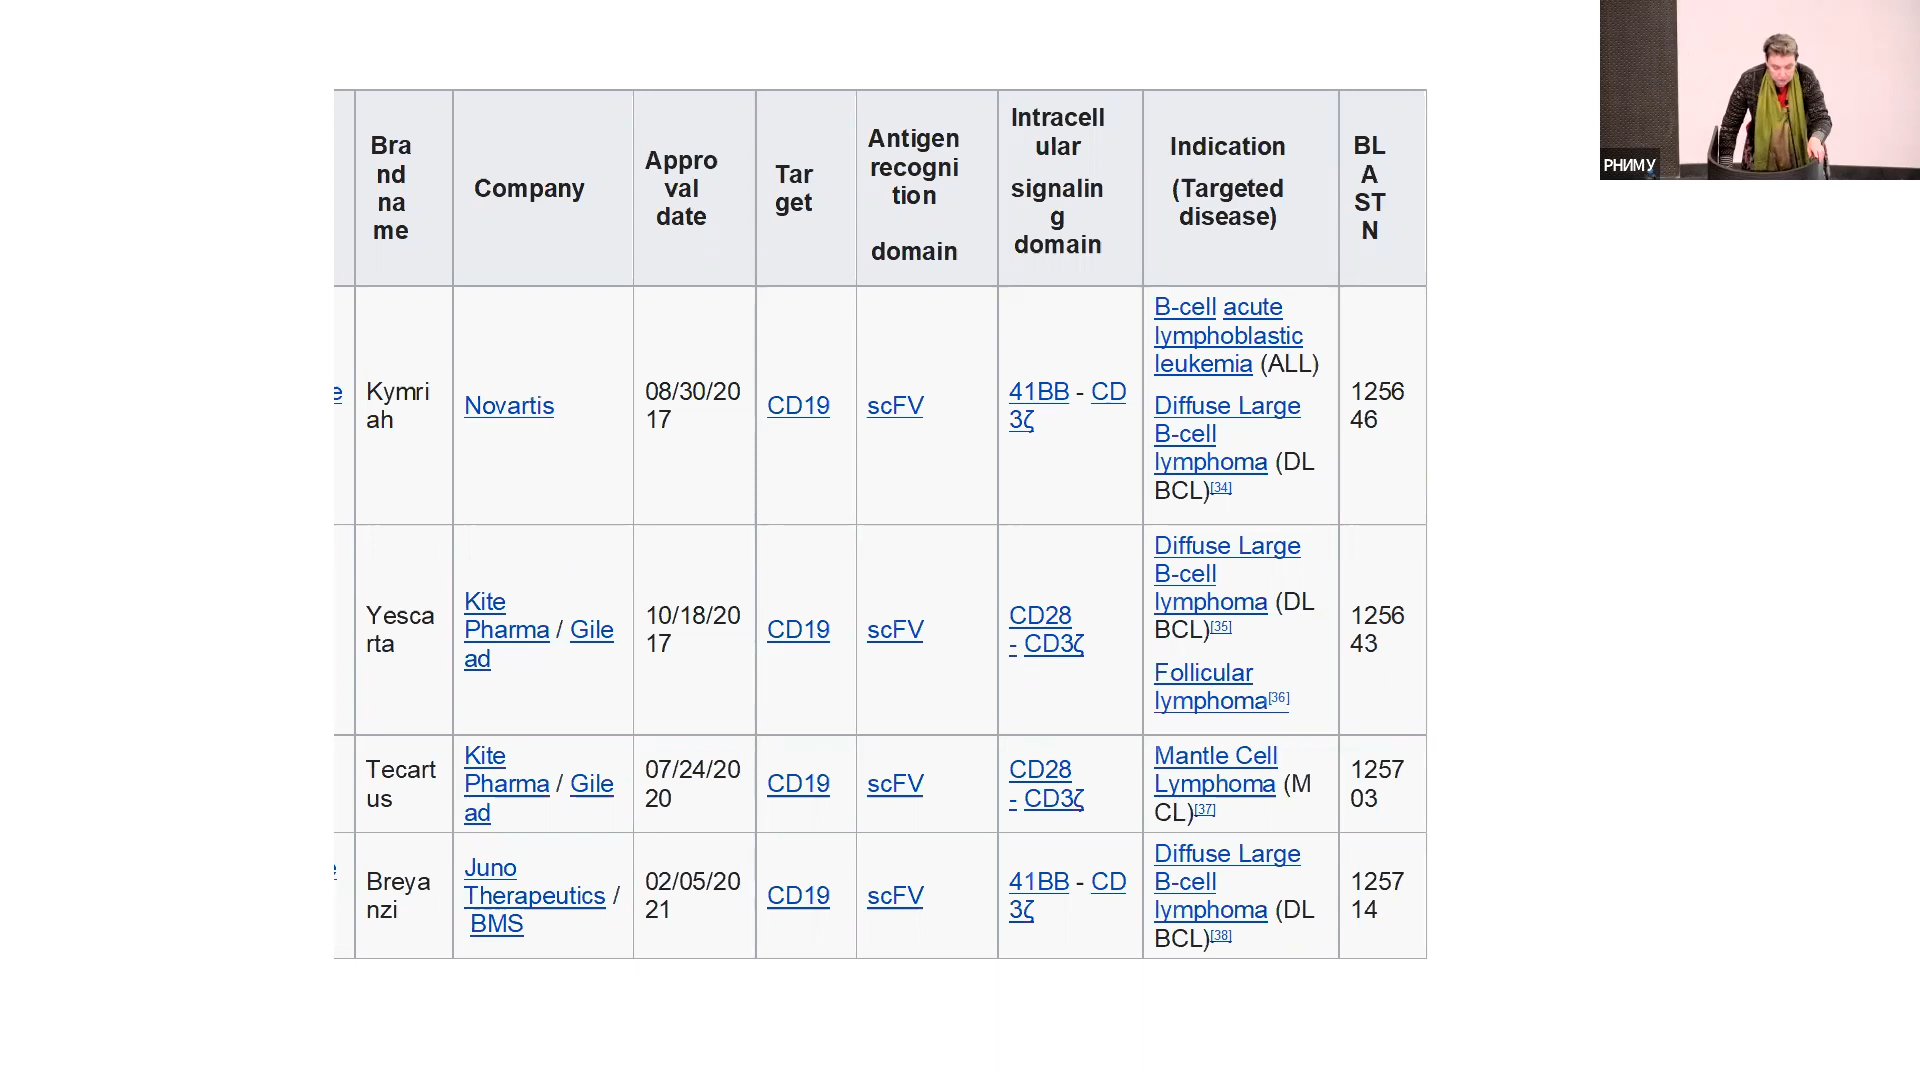 Bra
nd
na
me
Company
Appro
val
date
Tar
get
Antigen
recogni
tion
domain
Intracell
ular
signalin
g
domain
Indication
(Targeted
disease)
BL
A
ST
N
e
Kymri
ah
Novartis
08/30/20
17
CD19
scFV
41BB - CD
3ζ
B-cell acute
lymphoblastic
leukemia (ALL)
Diffuse Large
B-cell
lymphoma (DL
BCL)[34]
1256
46
Yesca
rta
Kite
Pharma / Gile
ad
10/18/20
17
CD19
scFV
CD28
- CD3ζ
Diffuse Large
B-cell
lymphoma (DL
BCL)[35]
Follicular
lymphoma[36]
1256
43
Tecart
us
Kite
Pharma / Gile
ad
07/24/20
20
CD19
scFV
CD28
- CD3ζ
Mantle Cell
Lymphoma (M
CL)[37]
1257
03
Breya
nzi
Juno
Therapeutics /
BMS
02/05/20
21
CD19
scFV
41BB - CD
3ζ
Diffuse Large
B-cell
lymphoma (DL
BCL)[38]
1257
14
РНИМУ